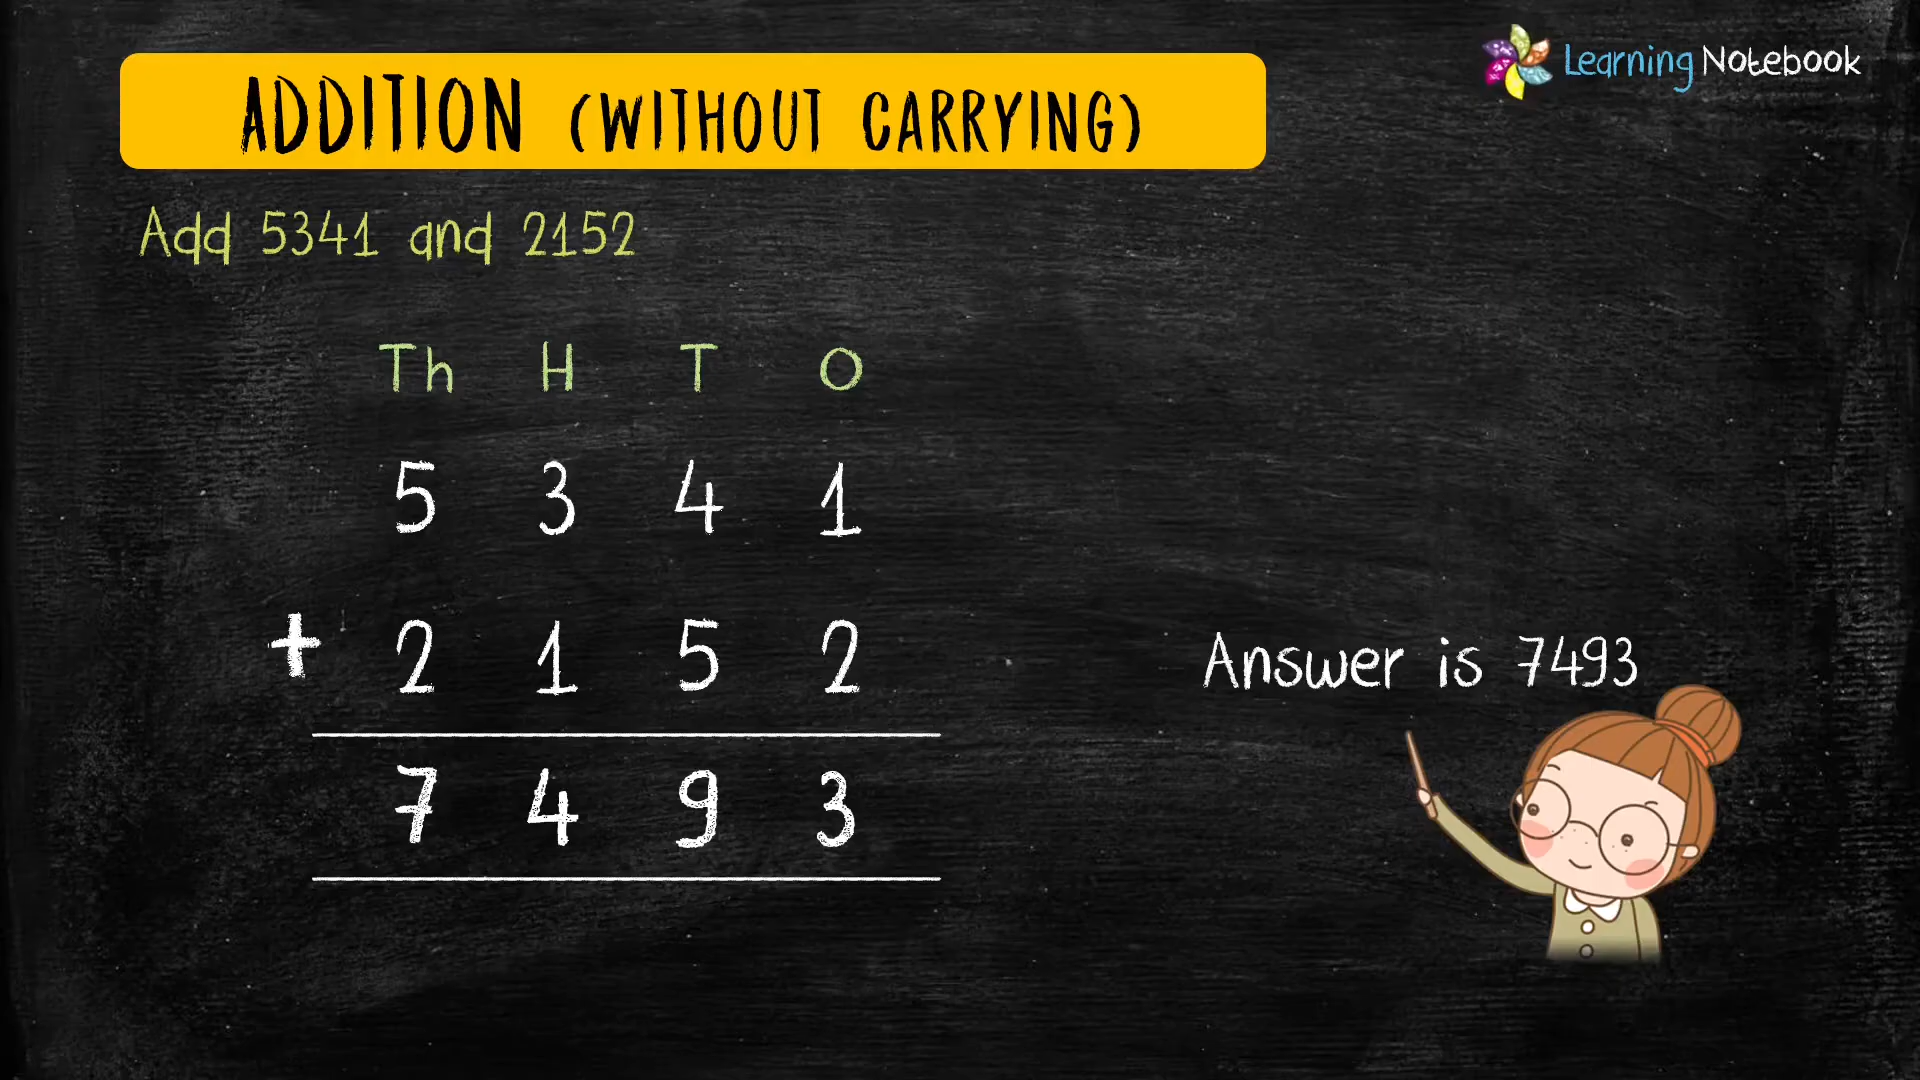 Learning Notebook
ADDITION (WITHOUT CARRYING)
Add 5341 and 2152
Th H T O
5 3 4 1
+ 2 1 5 2
7 4 9 3
Answer is 7493